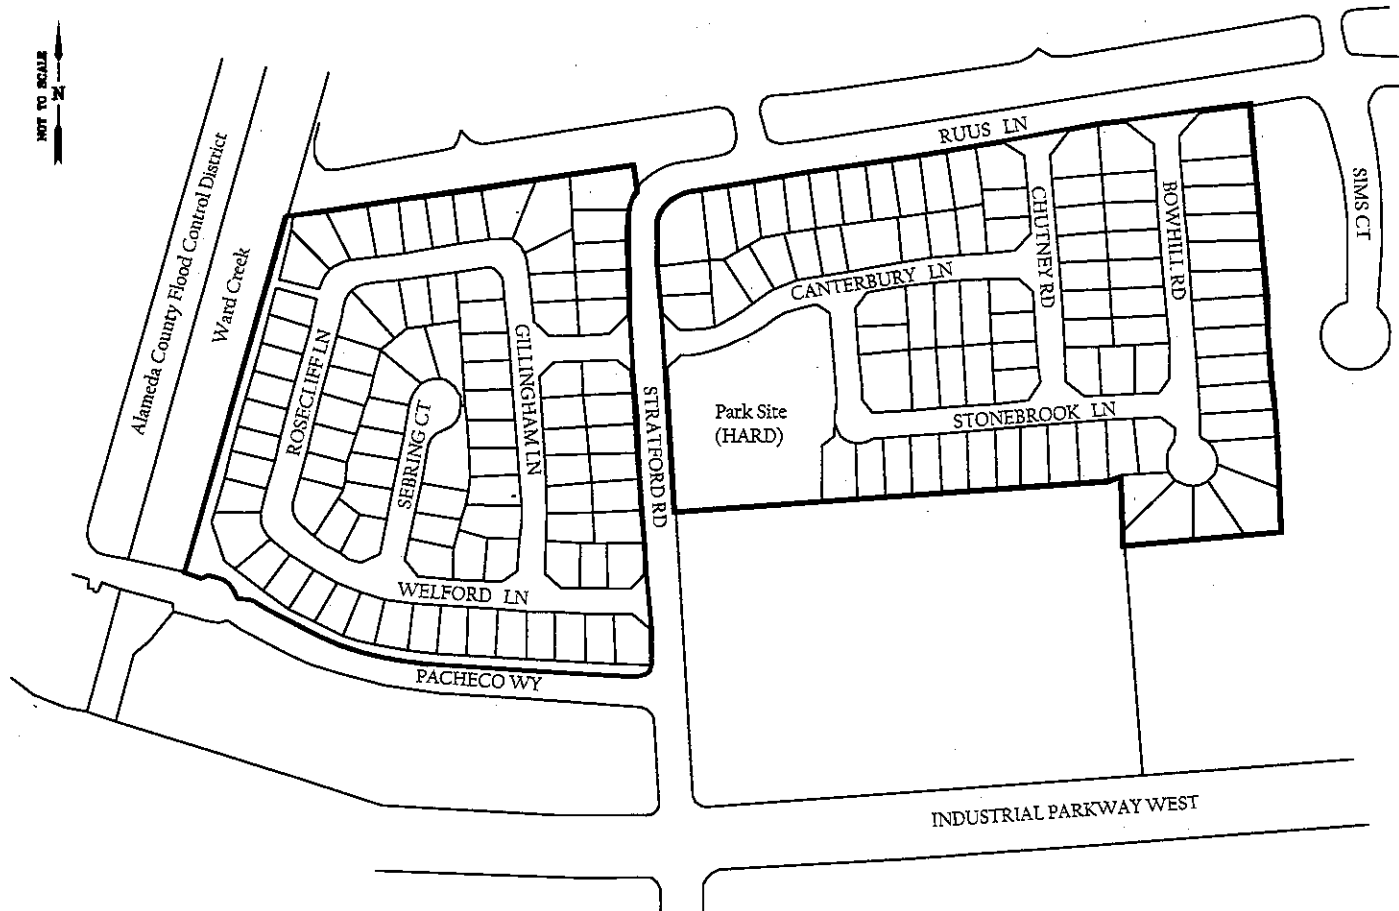 NOT TO SCALE
N
Alameda County Flood Control District
Ward Creek
RUUS LN
SIMS CT
CHUTNEY RD
BOWHILL RD
CANTERBURY LN
ROSECLIFF LN
GILLINGHAM LN
SEBRING CT
STRATFORD RD
Park Site
(HARD)
STONEBROOK LN
WELFORD LN
PACHECO WY
INDUSTRIAL PARKWAY WEST